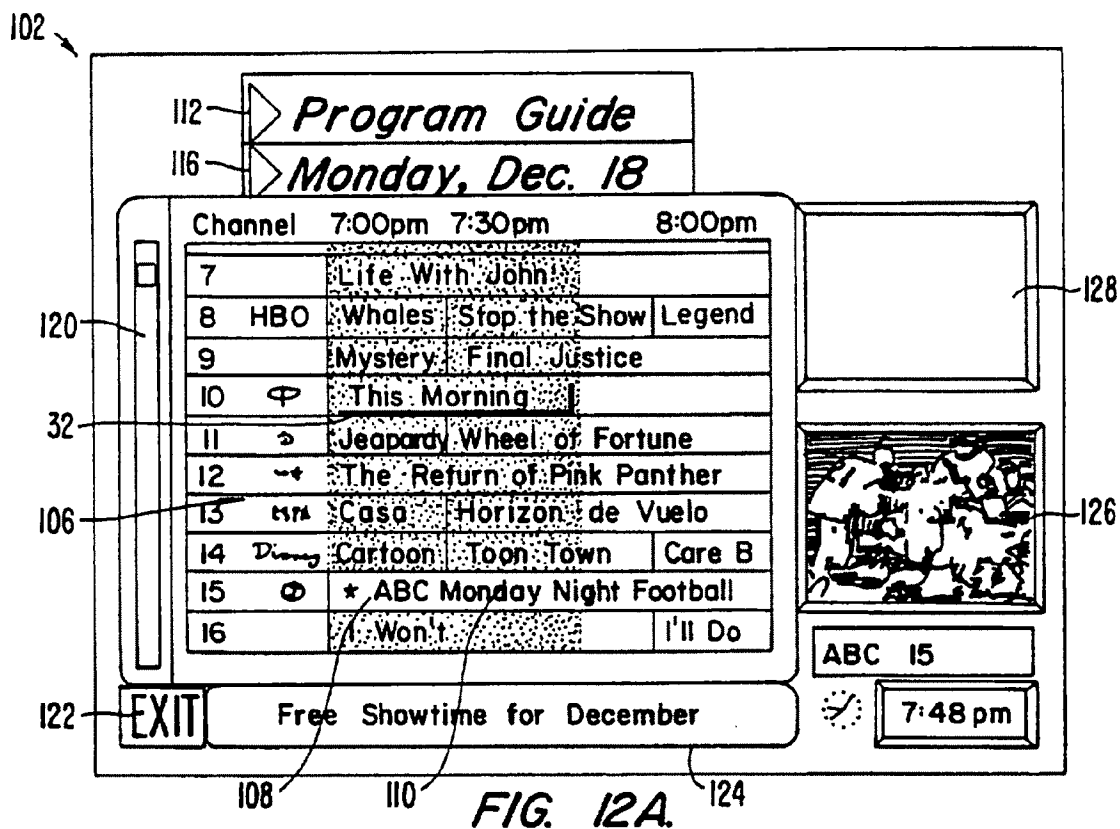 102
112 Program Guide
116 Monday, Dec. 18
Channel 7:00pm 7:30pm 8:00pm
7 Life With John
8 HBO Whales Stop the Show Legend
128
120
9 Mystery Final Justice
10 This Morning
32
11 Jeapardy Wheel of Fortune
12 The Return of Pink Panther
106
13 Casa Horizon de Vuelo
126
14 Disney Cartoon Toon Town Care B
15 * ABC Monday Night Football
16 I Won't I'll Do
ABC 15
122 EXIT Free Showtime for December 7:48 pm
108 110 124
FIG. 12A.